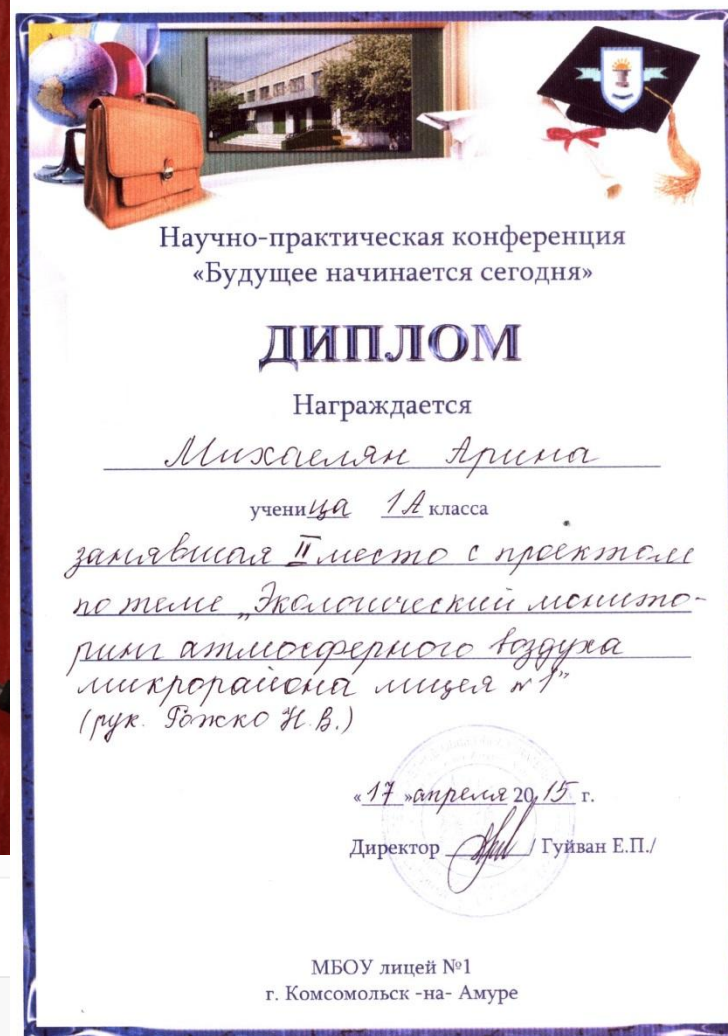 Научно-практическая конференция
«Будущее начинается сегодня»
ДИПЛОМ
Награждается
Михаелян Арина
ученица 1А класса
занявшая II место с проектом
по теме „Экологический монито-
ринг атмосферного воздуха
микрорайона лицея №1”
(рук. Рожко Н.В.)
«17» апреля 2015 г.
Директор / Гуйван Е.П./
МБОУ лицей №1
г. Комсомольск -на- Амуре